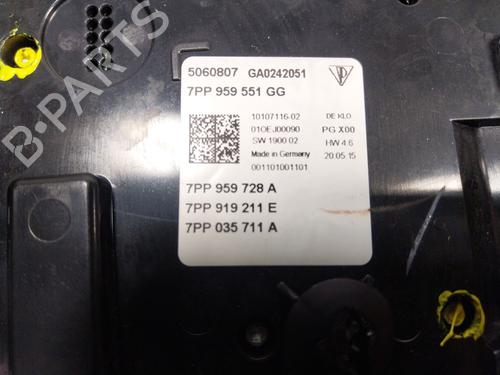 5060807 GA0242051
7PP 959 551 GG
10107116-02 DE KLO
01OEJ00090 PG X00
SW 1900 02 HW 4.6
Made in Germany 20.05.15
001101001101
7PP 959 728 A
7PP 919 211 E
7PP 035 711 A
B-PARTS